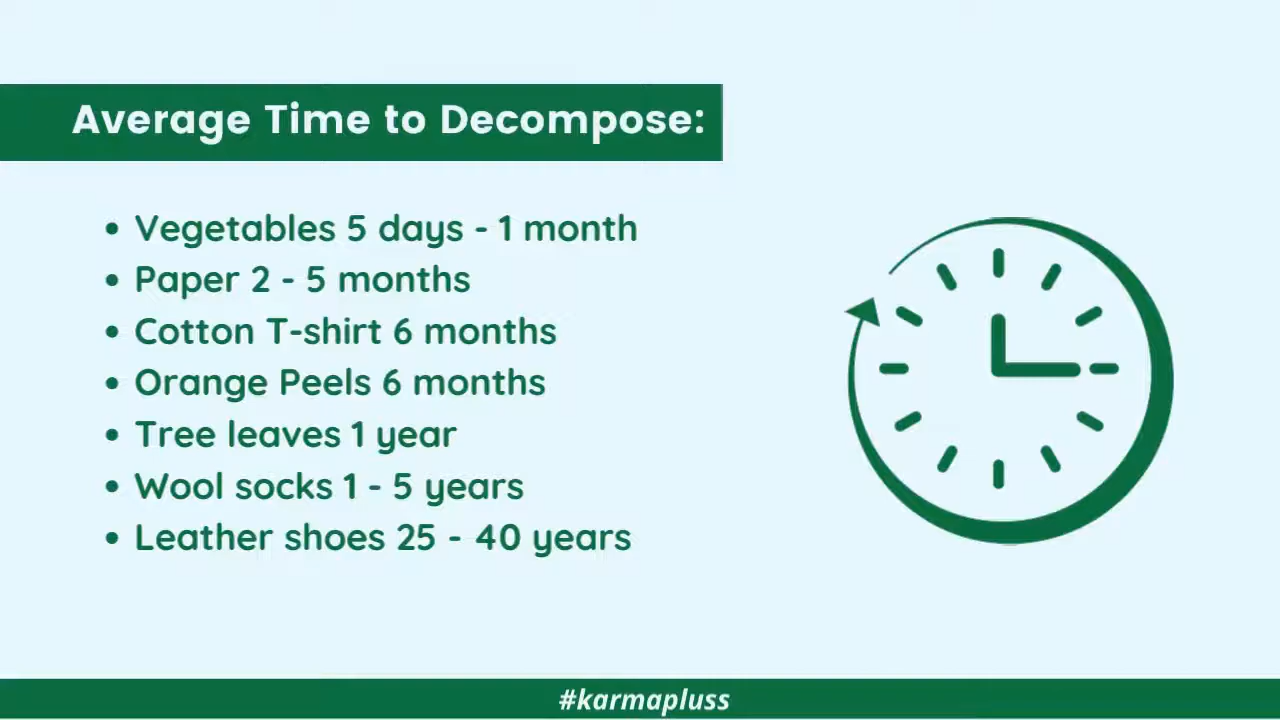 Average Time to Decompose:
• Vegetables 5 days - 1 month
• Paper 2 - 5 months
• Cotton T-shirt 6 months
• Orange Peels 6 months
• Tree leaves 1 year
• Wool socks 1 - 5 years
• Leather shoes 25 - 40 years
#karmapluss